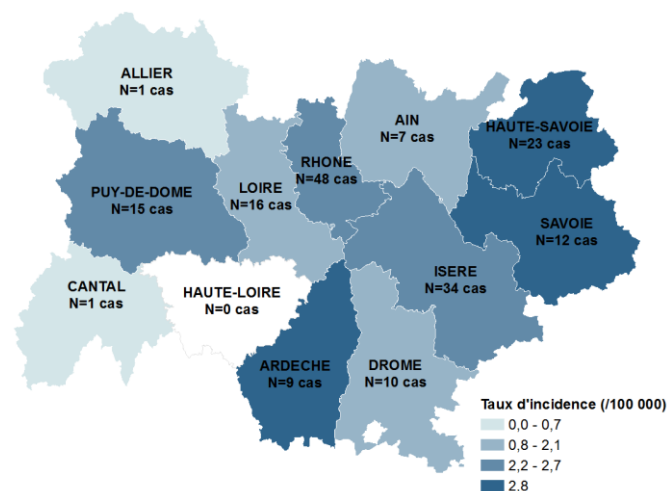 ALLIER
N=1 cas
AIN
N=7 cas
HAUTE-SAVOIE
N=23 cas
RHONE
N=48 cas
PUY-DE-DOME
N=15 cas
LOIRE
N=16 cas
SAVOIE
N=12 cas
ISERE
N=34 cas
CANTAL
N=1 cas
HAUTE-LOIRE
N=0 cas
ARDECHE
N=9 cas
DROME
N=10 cas
Taux d'incidence (/100 000)
0,0 - 0,7
0,8 - 2,1
2,2 - 2,7
2,8